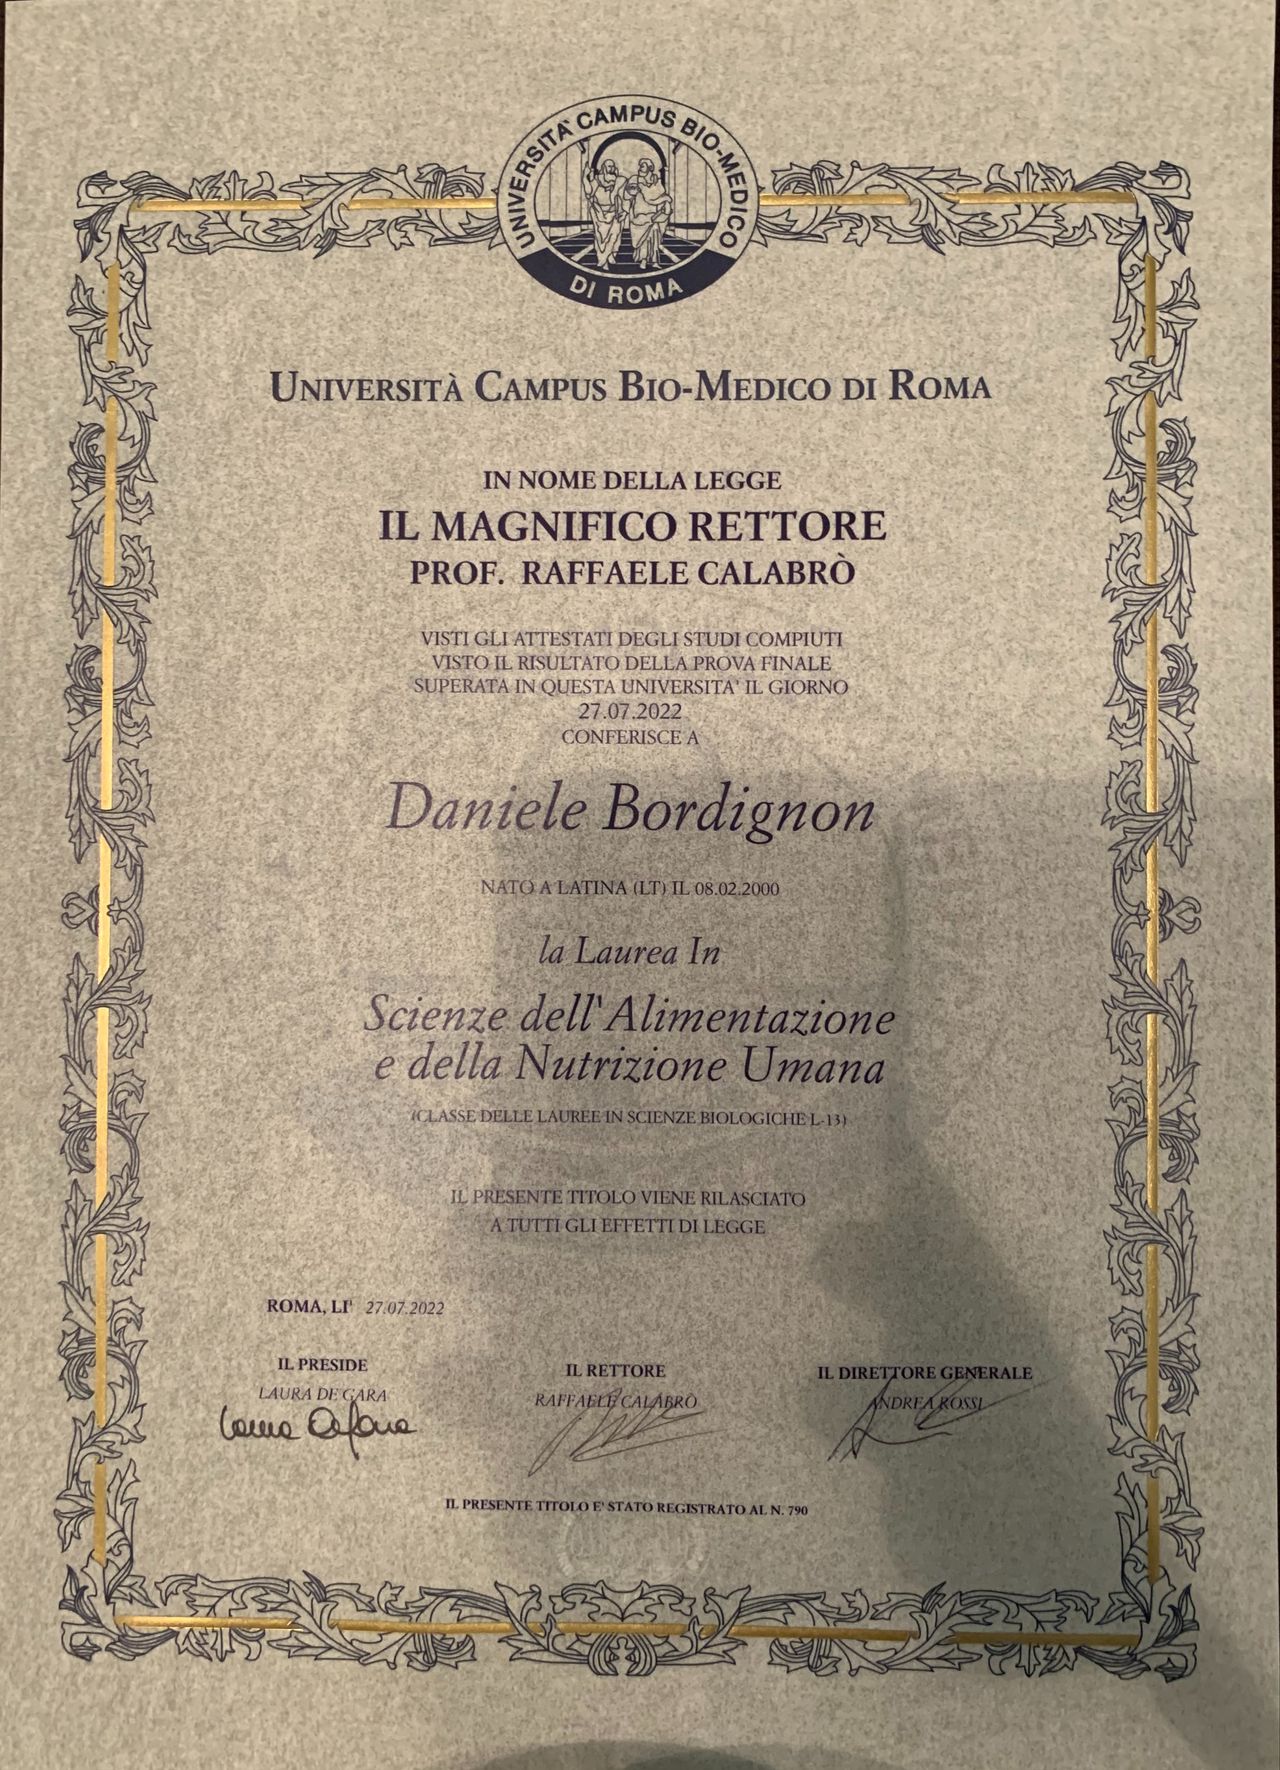 UNIVERSITA' CAMPUS BIO-MEDICO
DI ROMA
UNIVERSITÀ CAMPUS BIO-MEDICO DI ROMA
IN NOME DELLA LEGGE
IL MAGNIFICO RETTORE
PROF. RAFFAELE CALABRÒ
VISTI GLI ATTESTATI DEGLI STUDI COMPIUTI
VISTO IL RISULTATO DELLA PROVA FINALE
SUPERATA IN QUESTA UNIVERSITA' IL GIORNO
27.07.2022
CONFERISCE A
Daniele Bordignon
NATO A LATINA (LT) IL 08.02.2000
la Laurea In
Scienze dell'Alimentazione
e della Nutrizione Umana
(CLASSE DELLE LAUREE IN SCIENZE BIOLOGICHE L-13)
IL PRESENTE TITOLO VIENE RILASCIATO
A TUTTI GLI EFFETTI DI LEGGE
ROMA, LI' 27.07.2022
IL PRESIDE
LAURA DE GARA
IL RETTORE
RAFFAELE CALABRÒ
IL DIRETTORE GENERALE
ANDREA ROSSI
IL PRESENTE TITOLO E' STATO REGISTRATO AL N. 790